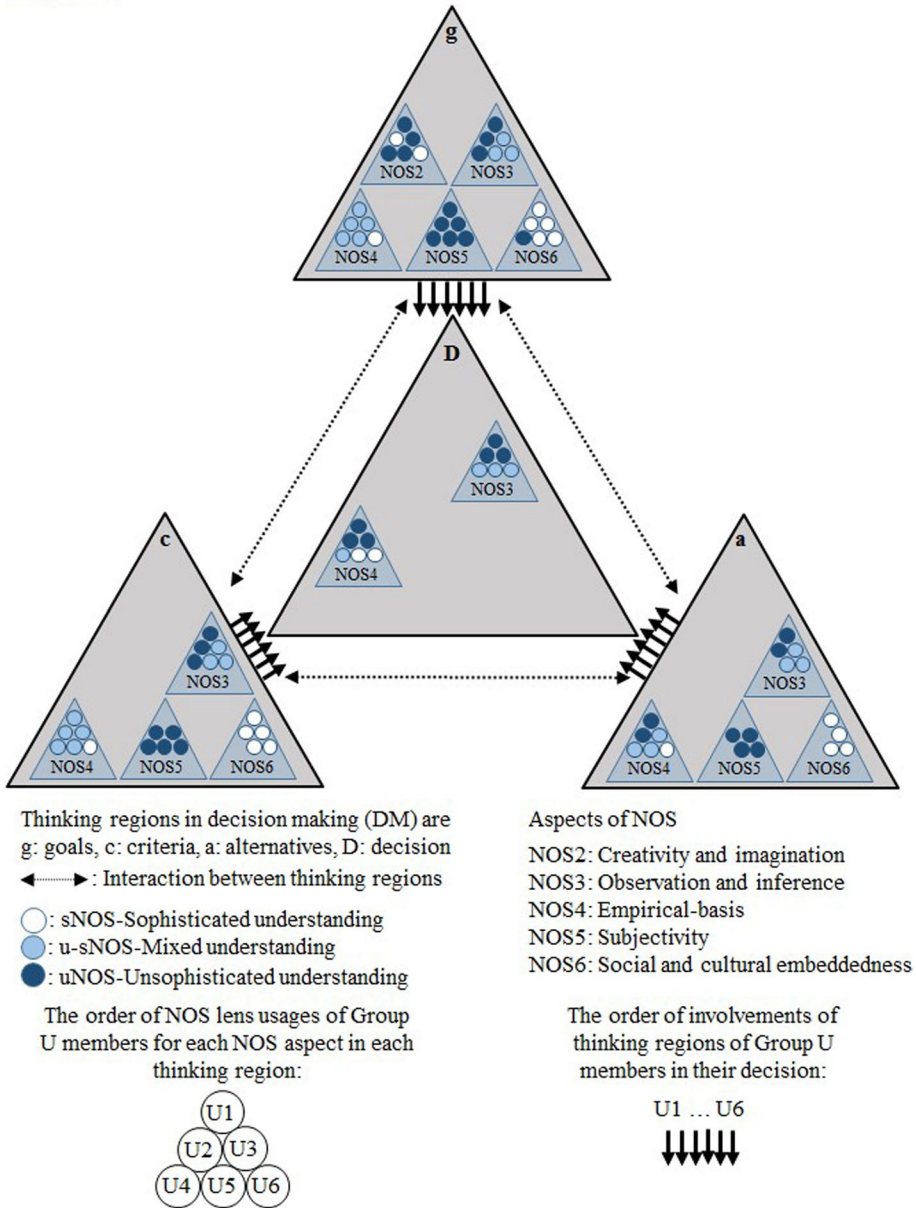 g
NOS2
NOS3
NOS4
NOS5
NOS6
D
NOS3
NOS4
c
NOS3
NOS4
NOS5
NOS6
a
NOS3
NOS4
NOS5
NOS6
Thinking regions in decision making (DM) are
g: goals, c: criteria, a: alternatives, D: decision
: Interaction between thinking regions
: sNOS-Sophisticated understanding
: u-sNOS-Mixed understanding
: uNOS-Unsophisticated understanding
The order of NOS lens usages of Group
U members for each NOS aspect in each
thinking region:
U1
U2 U3
U4 U5 U6
Aspects of NOS
NOS2: Creativity and imagination
NOS3: Observation and inference
NOS4: Empirical-basis
NOS5: Subjectivity
NOS6: Social and cultural embeddedness
The order of involvements of
thinking regions of Group U
members in their decision:
U1 ... U6